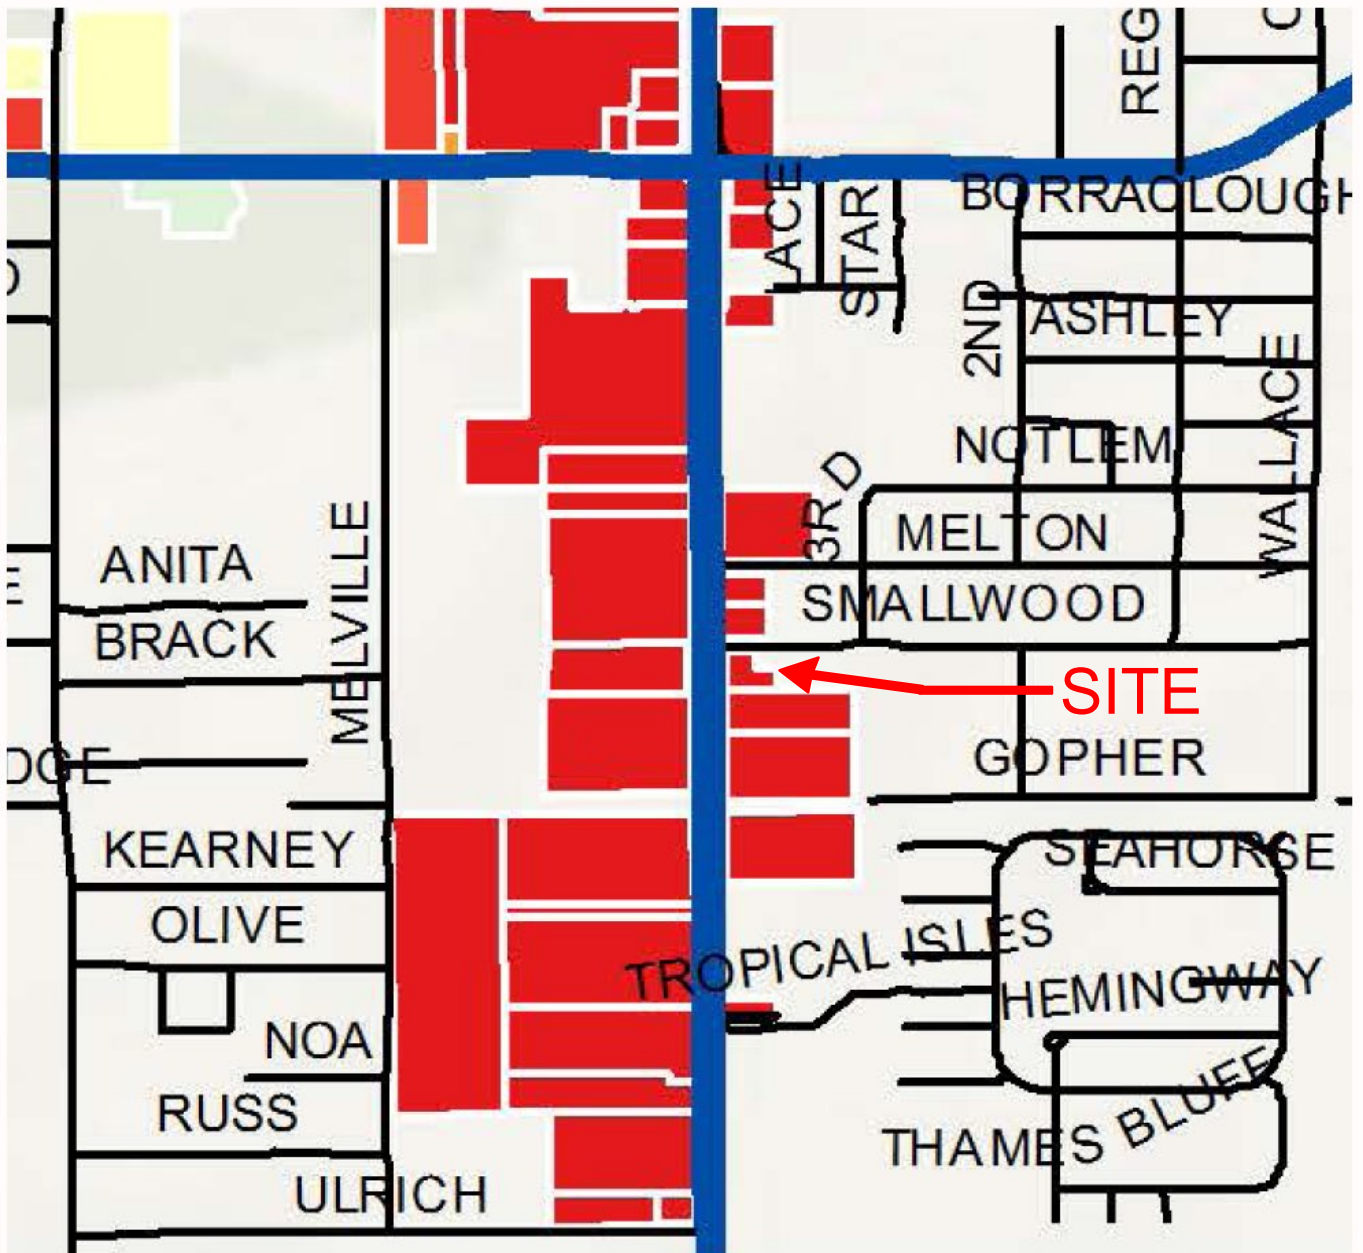 REG
BORRACLOUGH
LACE
STAR
2ND
ASHLEY
WALLACE
NOTLEM
3RD
MELTON
ANITA
MELVILLE
SMALLWOOD
BRACK
SITE
DGE
GOPHER
KEARNEY
SEAHORSE
OLIVE
TROPICAL ISLES
HEMINGWAY
NOA
RUSS
BLUFF
THAMES
ULRICH